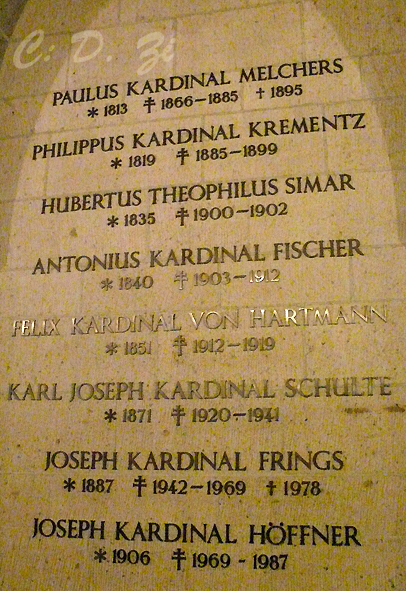 C. D. Zi
PAULUS KARDINAL MELCHERS
* 1813 ‡ 1866–1885 † 1895
PHILIPPUS KARDINAL KREMENTZ
* 1819 ‡ 1885–1899
HUBERTUS THEOPHILUS SIMAR
* 1835 ‡ 1900–1902
ANTONIUS KARDINAL FISCHER
* 1840 ‡ 1903–1912
FELIX KARDINAL VON HARTMANN
* 1851 ‡ 1912–1919
KARL JOSEPH KARDINAL SCHULTE
* 1871 ‡ 1920–1941
JOSEPH KARDINAL FRINGS
* 1887 ‡ 1942–1969 † 1978
JOSEPH KARDINAL HÖFFNER
* 1906 ‡ 1969 - 1987